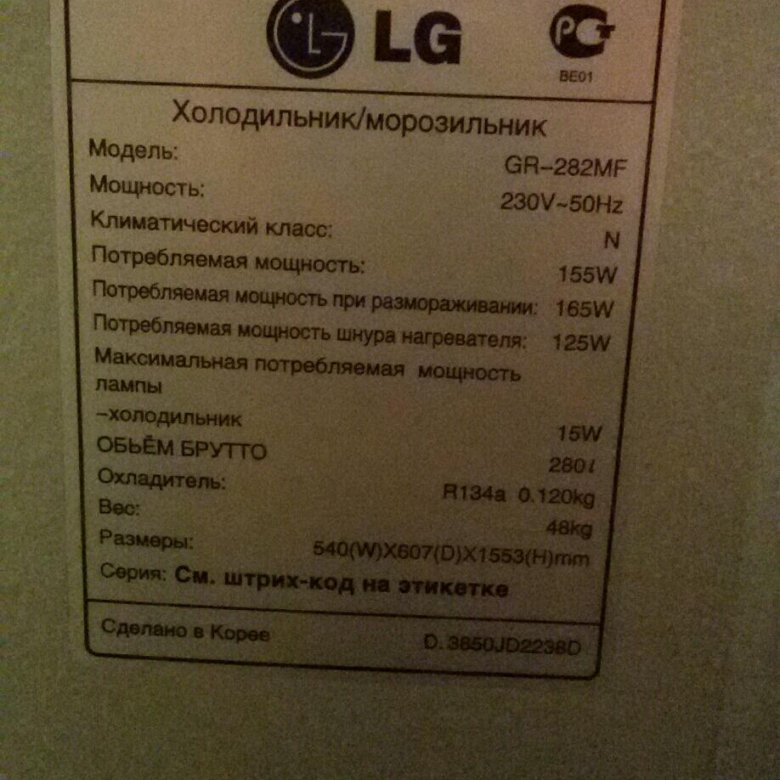 LG
BE01
Холодильник/морозильник
Модель: GR-282MF
Мощность: 230V~50Hz
Климатический класс: N
Потребляемая мощность: 155W
Потребляемая мощность при размораживании: 165W
Потребляемая мощность шнура нагревателя: 125W
Максимальная потребляемая мощность
лампы
-холодильник 15W
ОБЬЁМ БРУТТО 280ℓ
Охладитель: R134a 0.120kg
Вес: 48kg
Размеры: 540(W)X607(D)X1553(H)mm
Серия: См. штрих-код на этикетке
Сделано в Корее D. 3850JD2238D